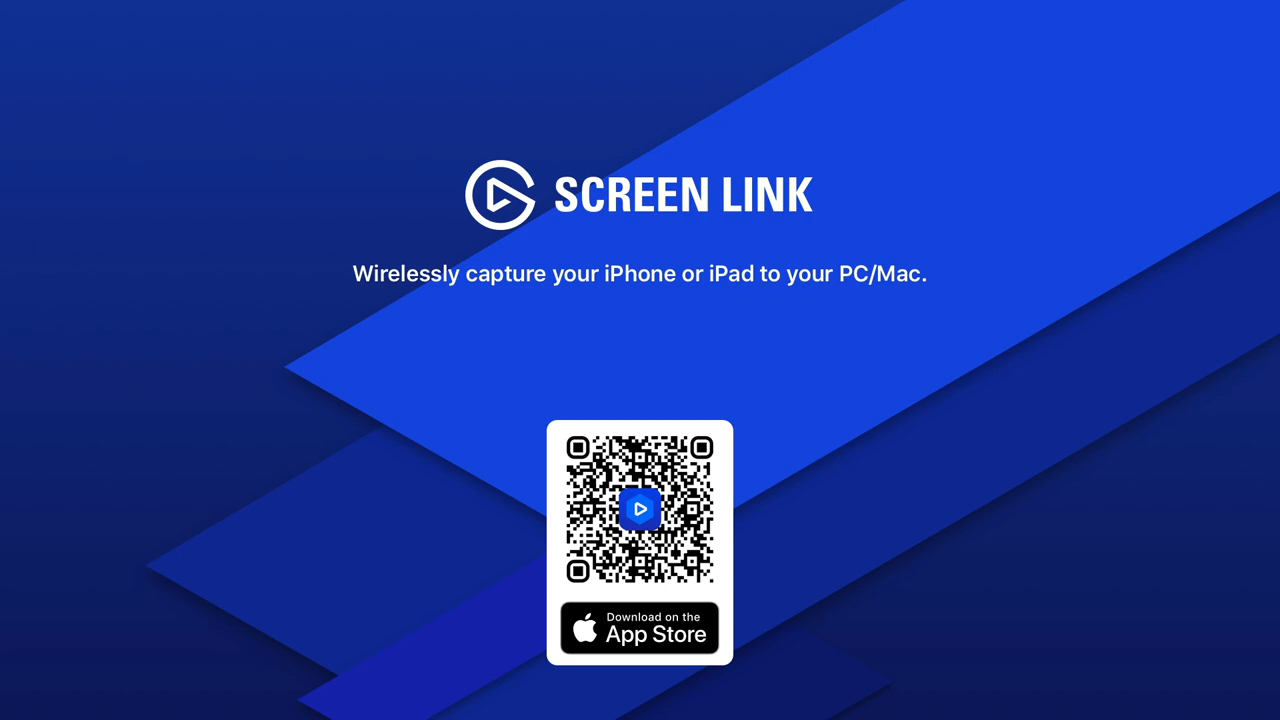 SCREEN LINK
Wirelessly capture your iPhone or iPad to your PC/Mac.
Download on the
App Store